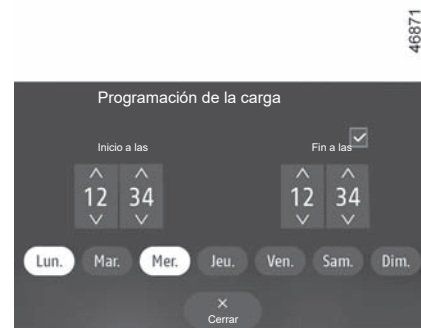 46871
Programación de la carga
Inicio a las Fin a las
12 34 12 34
Lun. Mar. Mer. Jeu. Ven. Sam. Dim.
Cerrar